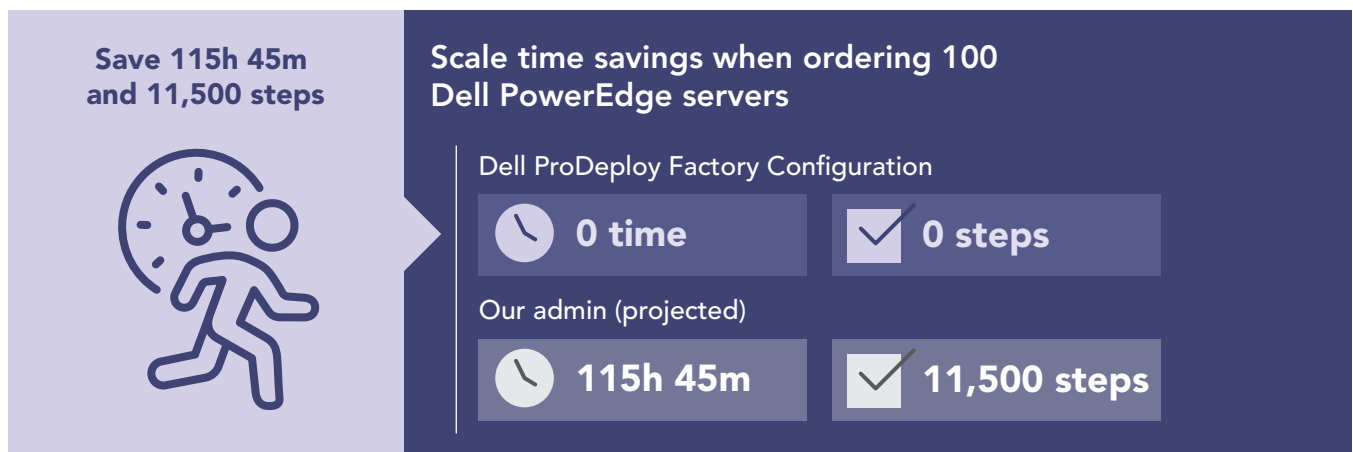 Save 115h 45m
and 11,500 steps
Scale time savings when ordering 100
Dell PowerEdge servers
Dell ProDeploy Factory Configuration
0 time
0 steps
Our admin (projected)
115h 45m
11,500 steps